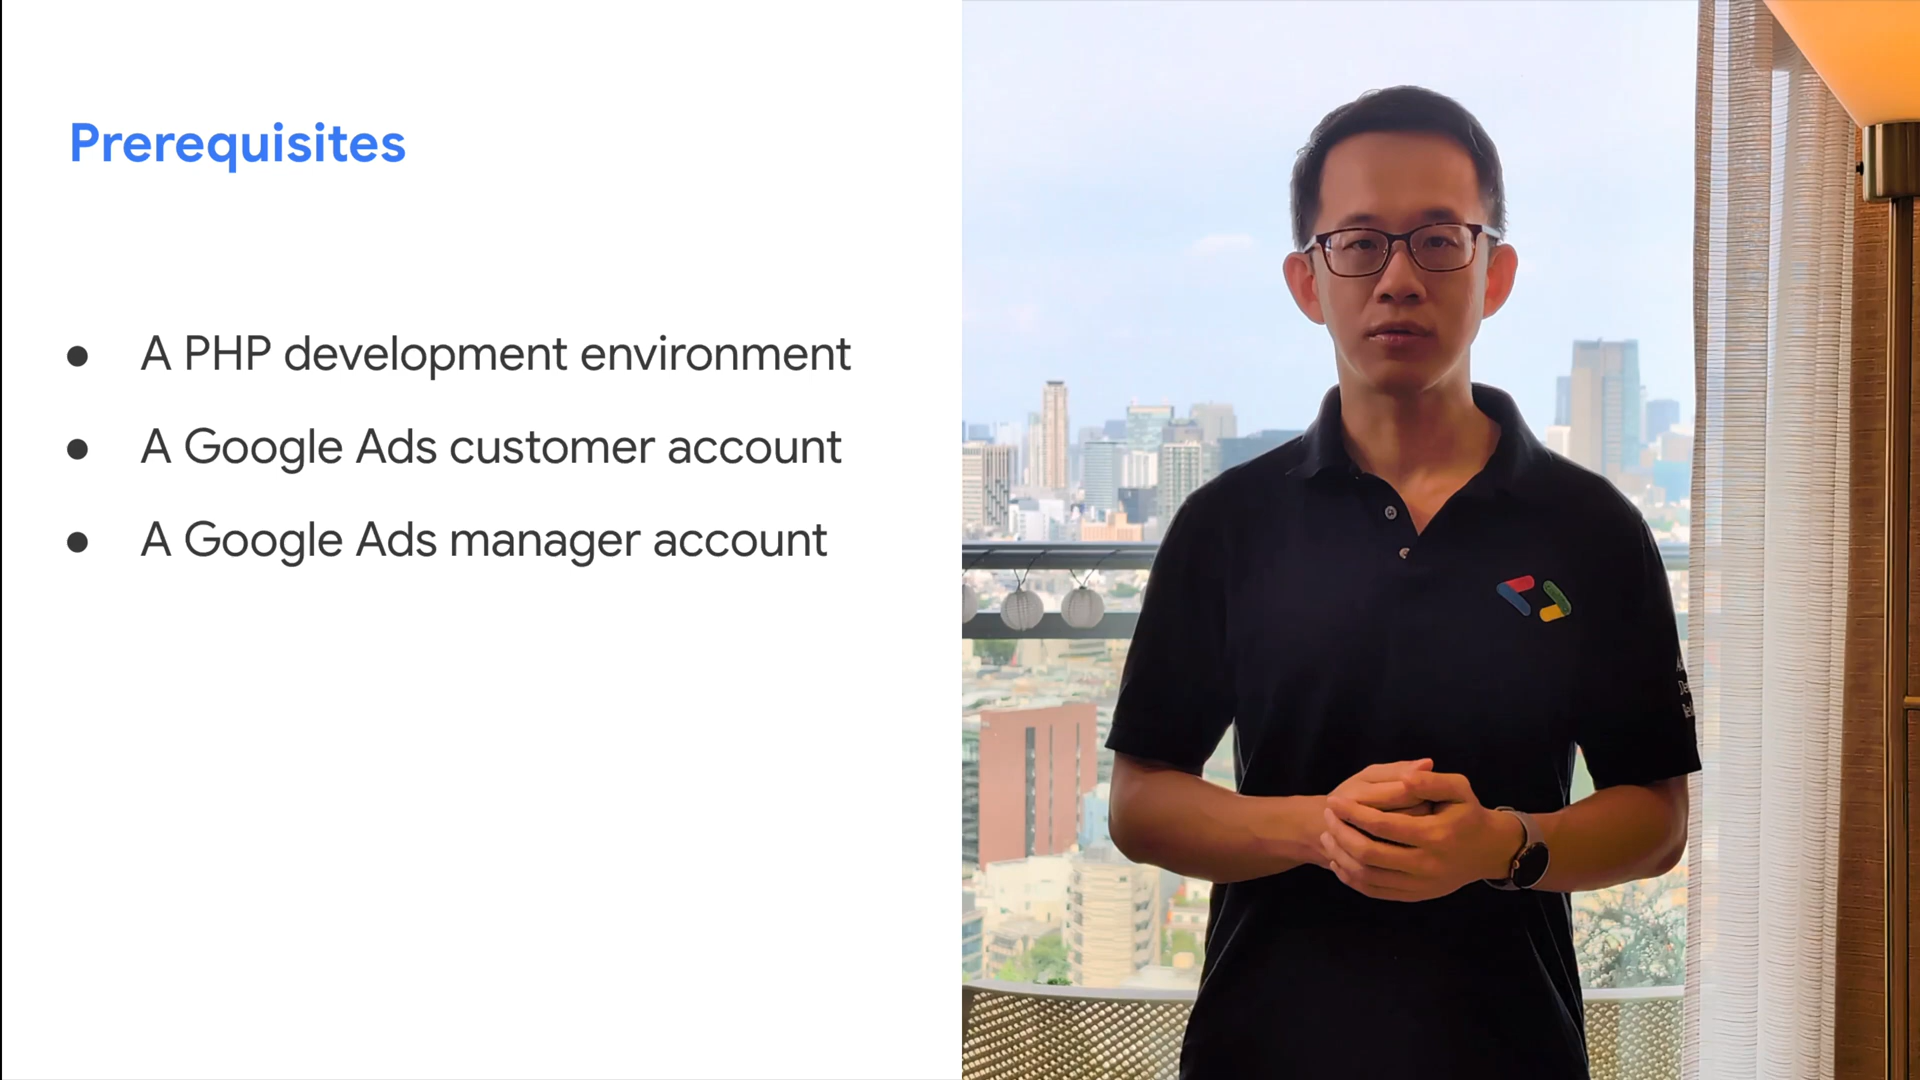 Prerequisites
● A PHP development environment
● A Google Ads customer account
● A Google Ads manager account